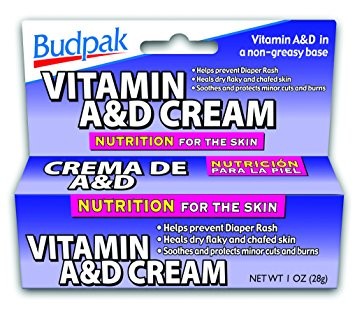 Budpak
Vitamin A&D in
a non-greasy base
VITAMIN
A&D CREAM
• Helps prevent Diaper Rash
• Heals dry flaky and chafed skin
• Soothes and protects minor cuts and burns
NUTRITION FOR THE SKIN
CREMA DE
A&D
NUTRICIÓN
PARA LA PIEL
NUTRITION FOR THE SKIN
VITAMIN
A&D CREAM
• Helps prevent Diaper Rash
• Heals dry flaky and chafed skin
• Soothes and protects minor cuts and burns
NET WT 1 OZ (28g)